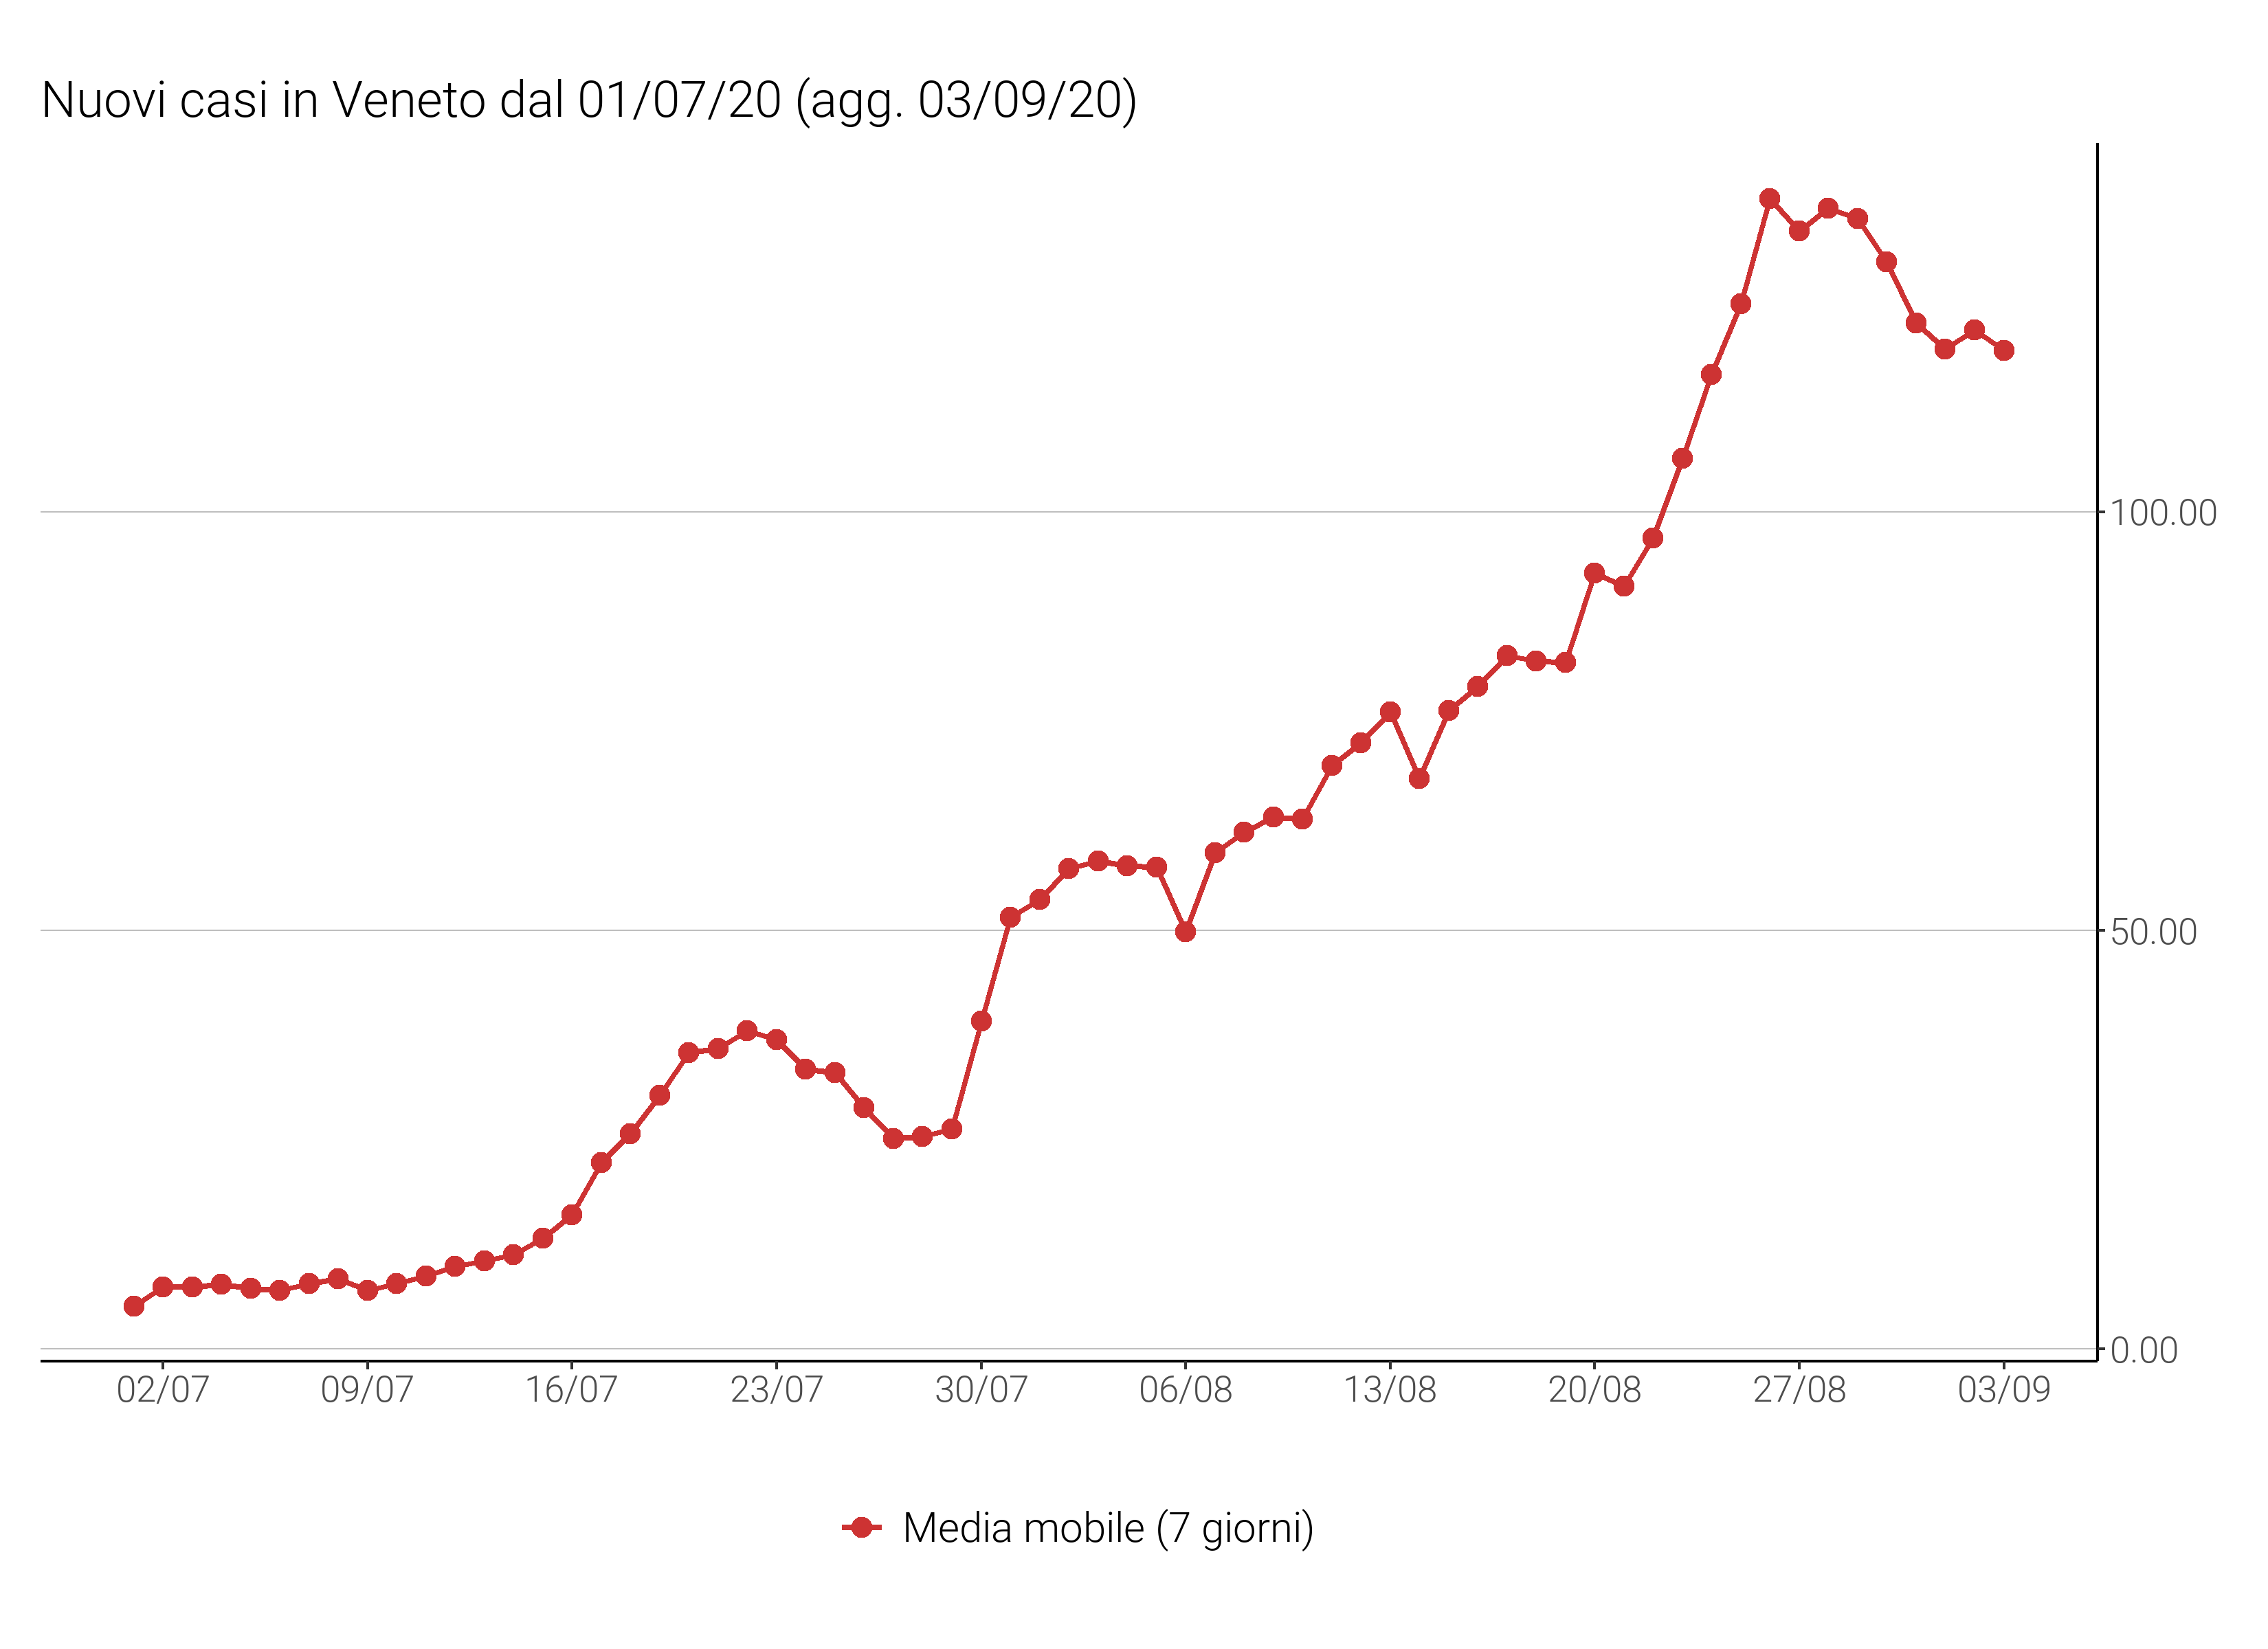 Nuovi casi in Veneto dal 01/07/20 (agg. 03/09/20)
100.00
50.00
0.00
02/07 09/07 16/07 23/07 30/07 06/08 13/08 20/08 27/08 03/09
Media mobile (7 giorni)